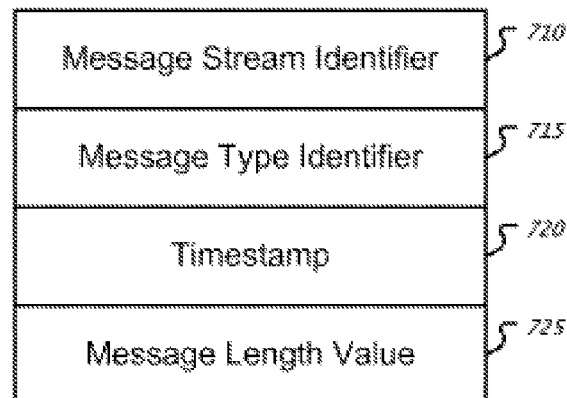 Message Stream Identifier 710
Message Type Identifier 715
Timestamp 720
Message Length Value 725